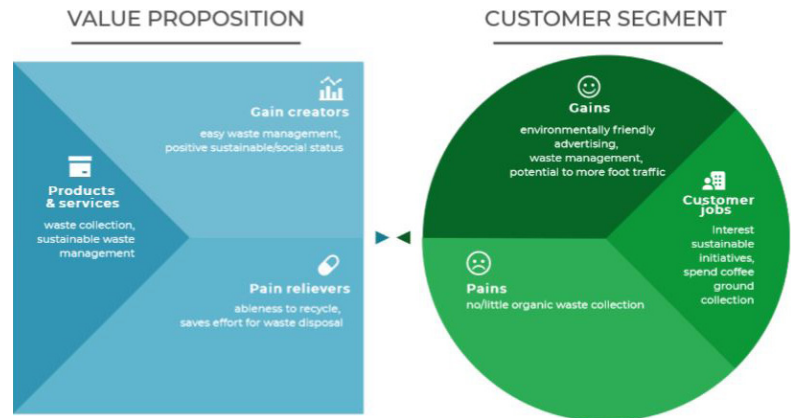 VALUE PROPOSITION
CUSTOMER SEGMENT
Gain creators
easy waste management,
positive sustainable/social status
Products
& services
waste collection,
sustainable waste
management
Pain relievers
ableness to recycle,
saves effort for waste disposal
Gains
environmentally friendly
advertising,
waste management,
potential to more foot traffic
Customer
jobs
Interest
sustainable
initiatives,
spend coffee
ground
collection
Pains
no/little organic waste collection